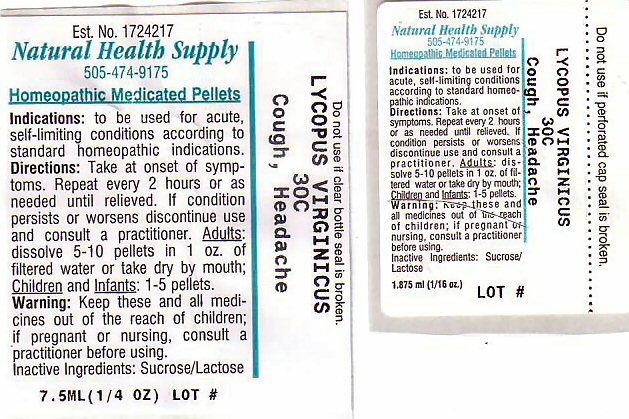 Est. No. 1724217
Natural Health Supply
505-474-9175
Homeopathic Medicated Pellets
Indications: to be used for acute,
self-limiting conditions according to
standard homeopathic indications.
Directions: Take at onset of symp-
toms. Repeat every 2 hours or as
needed until relieved. If condition
persists or worsens discontinue use
and consult a practitioner. Adults:
dissolve 5-10 pellets in 1 oz. of
filtered water or take dry by mouth;
Children and Infants: 1-5 pellets.
Warning: Keep these and all medi-
cines out of the reach of children;
if pregnant or nursing, consult a
practitioner before using.
Inactive Ingredients: Sucrose/Lactose
7.5ML(1/4 OZ) LOT #
Do not use if clear bottle seal is broken.
LYCOPUS VIRGINICUS
30C
Cough, Headache
Est. No. 1724217
Natural Health Supply
505-474-9175
Homeopathic Medicated Pellets
Indications: to be used for
acute, self-limiting conditions
according to standard homeo-
pathic indications.
Directions: Take at onset of
symptoms. Repeat every 2 hours
or as needed until relieved. If
condition persists or worsens
discontinue use and consult a
practitioner. Adults: dis-
solve 5-10 pellets in 1 oz. of fil-
tered water or take dry by mouth;
Children and Infants: 1-5 pellets.
Warning: Keep these and
all medicines out of the reach
of children; if pregnant or
nursing, consult a practitioner
before using.
Inactive Ingredients: Sucrose/
Lactose
1.875 ml (1/16 oz.)
LOT #
LYCOPUS VIRGINICUS
30C
Cough, Headache
Do not use if perforated cap seal is broken.